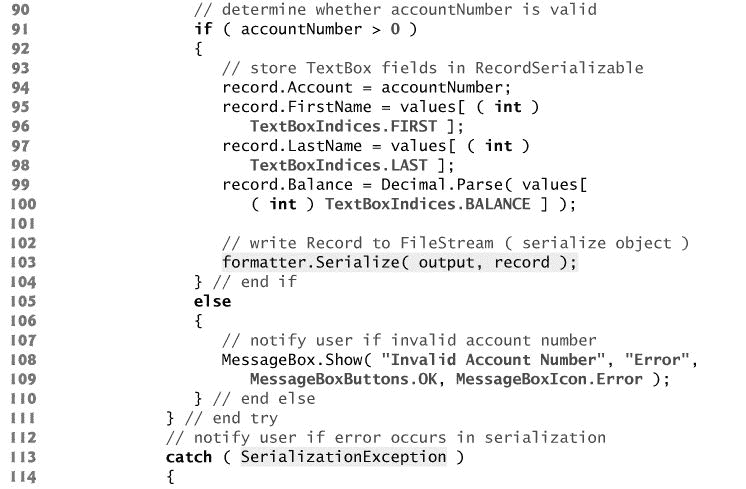 90 // determine whether accountNumber is valid
91 if ( accountNumber > 0 )
92 {
93 // store TextBox fields in RecordSerializable
94 record.Account = accountNumber;
95 record.FirstName = values[ ( int )
96 TextBoxIndices.FIRST ];
97 record.LastName = values[ ( int )
98 TextBoxIndices.LAST ];
99 record.Balance = Decimal.Parse( values[
100 ( int ) TextBoxIndices.BALANCE ] );
101
102 // write Record to FileStream ( serialize object )
103 formatter.Serialize( output, record );
104 } // end if
105 else
106 {
107 // notify user if invalid account number
108 MessageBox.Show( "Invalid Account Number", "Error",
109 MessageBoxButtons.OK, MessageBoxIcon.Error );
110 } // end else
111 } // end try
112 // notify user if error occurs in serialization
113 catch ( SerializationException )
114 {